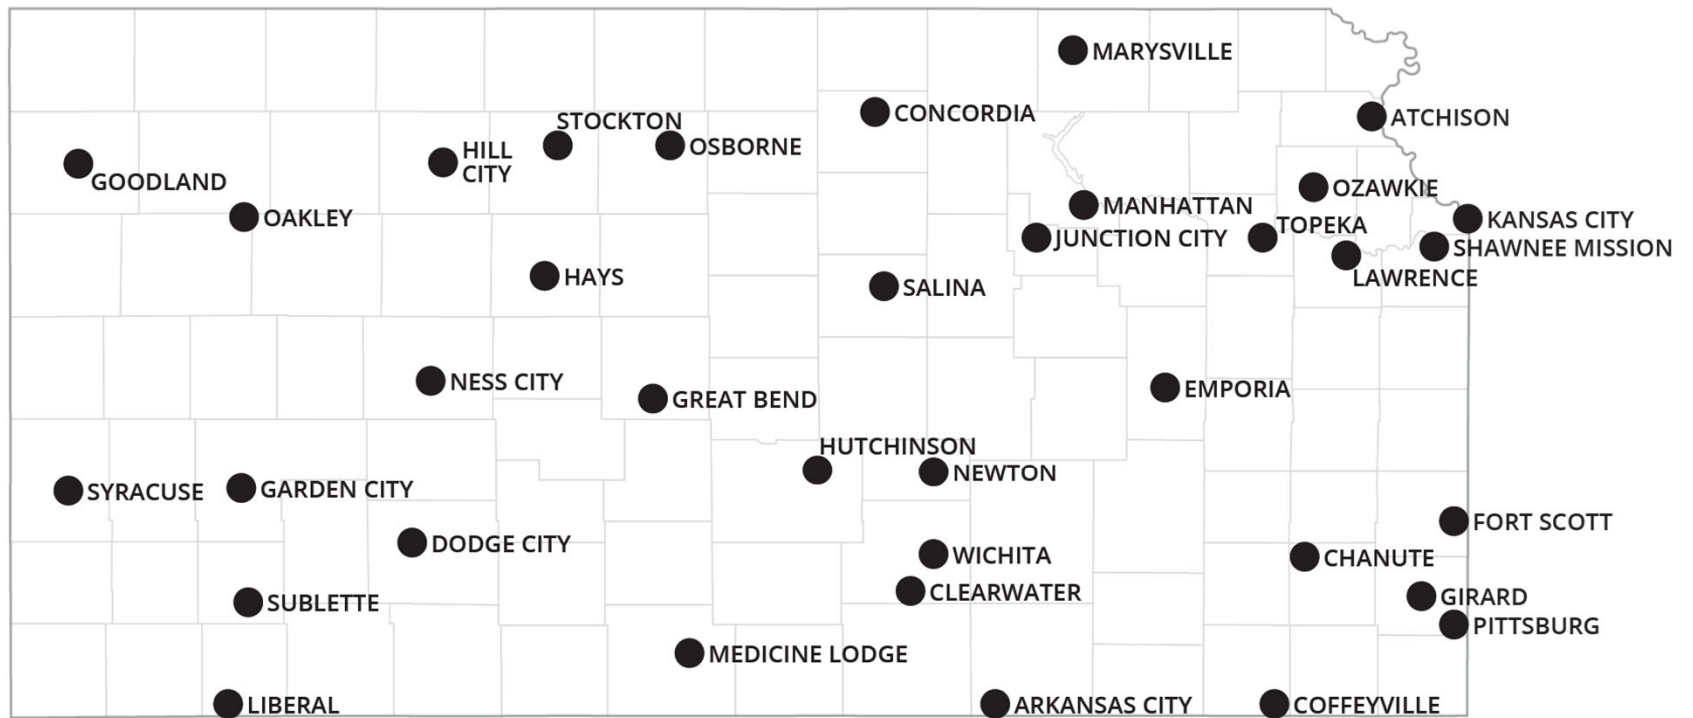 MARYSVILLE
CONCORDIA
ATCHISON
STOCKTON
OSBORNE
HILL
CITY
GOODLAND
OZAWKIE
MANHATTAN
OAKLEY
KANSAS CITY
TOPEKA
JUNCTION CITY
SHAWNEE MISSION
LAWRENCE
HAYS
SALINA
NESS CITY
EMPORIA
GREAT BEND
HUTCHINSON
NEWTON
SYRACUSE
GARDEN CITY
FORT SCOTT
DODGE CITY
WICHITA
CHANUTE
CLEARWATER
GIRARD
SUBLETTE
PITTSBURG
MEDICINE LODGE
LIBERAL
ARKANSAS CITY
COFFEYVILLE